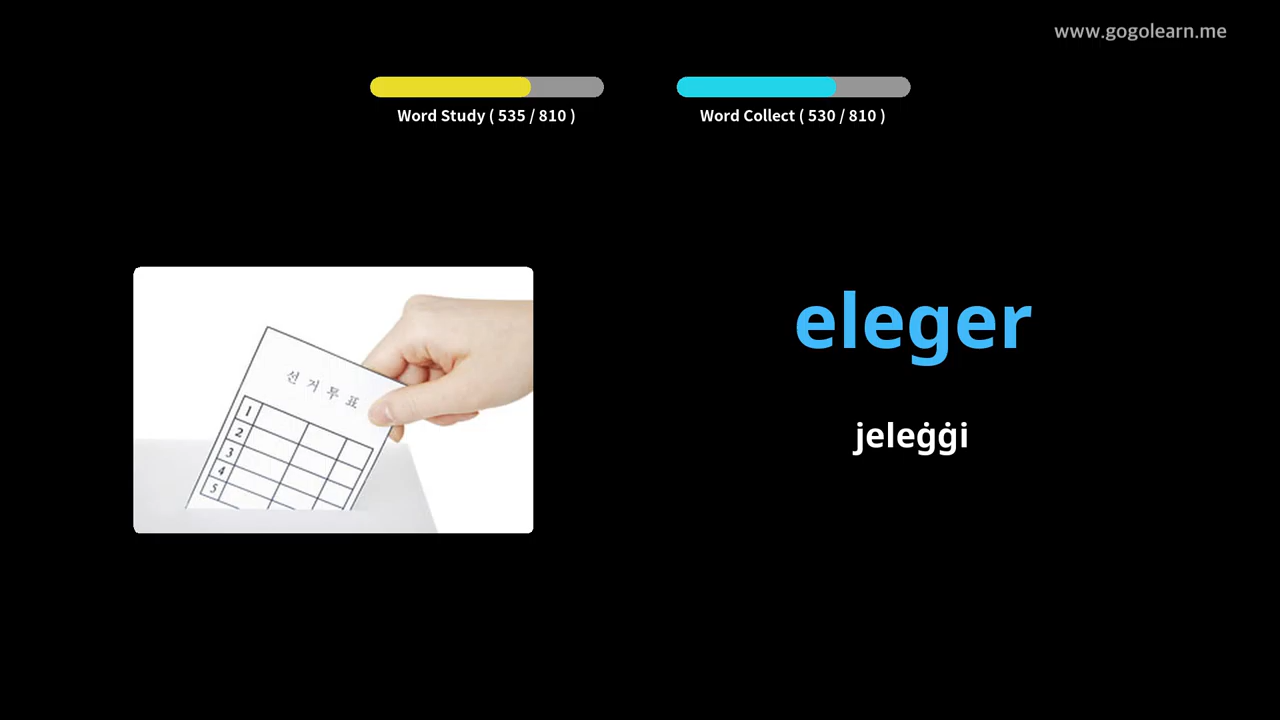 www.gogolearn.me
Word Study ( 535 / 810 )
Word Collect ( 530 / 810 )
선거투표
1
2
3
4
5
eleger
jeleġġi